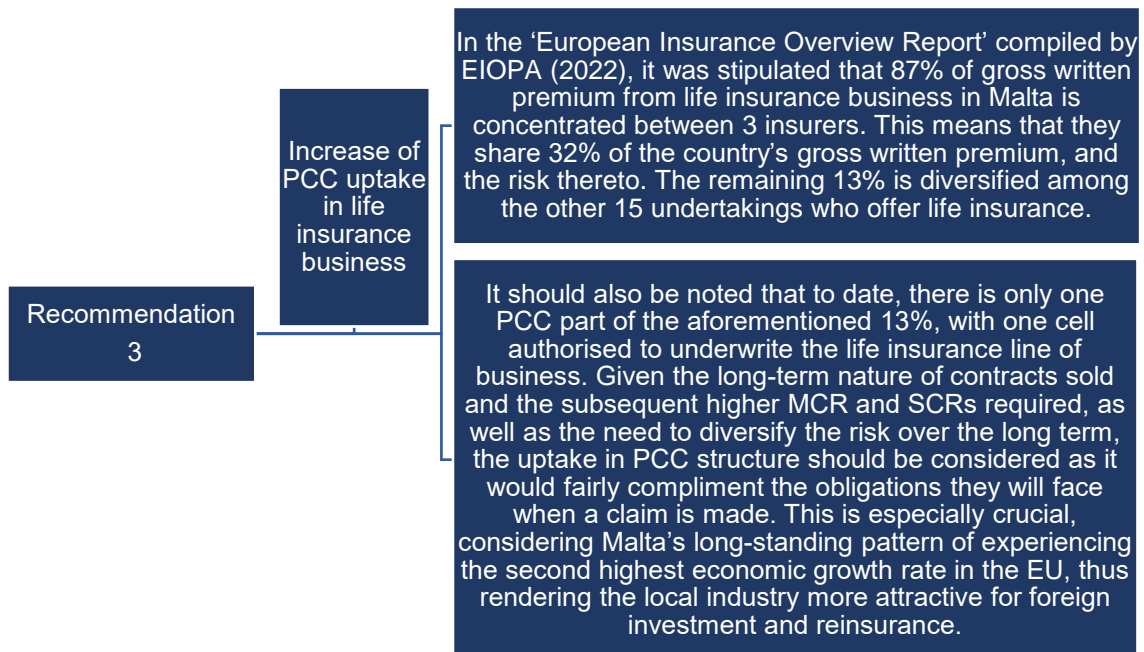 Recommendation
3
Increase of
PCC uptake
in life
insurance
business
In the ‘European Insurance Overview Report’ compiled by
EIOPA (2022), it was stipulated that 87% of gross written
premium from life insurance business in Malta is
concentrated between 3 insurers. This means that they
share 32% of the country’s gross written premium, and
the risk thereto. The remaining 13% is diversified among
the other 15 undertakings who offer life insurance.
It should also be noted that to date, there is only one
PCC part of the aforementioned 13%, with one cell
authorised to underwrite the life insurance line of
business. Given the long-term nature of contracts sold
and the subsequent higher MCR and SCRs required, as
well as the need to diversify the risk over the long term,
the uptake in PCC structure should be considered as it
would fairly compliment the obligations they will face
when a claim is made. This is especially crucial,
considering Malta’s long-standing pattern of experiencing
the second highest economic growth rate in the EU, thus
rendering the local industry more attractive for foreign
investment and reinsurance.